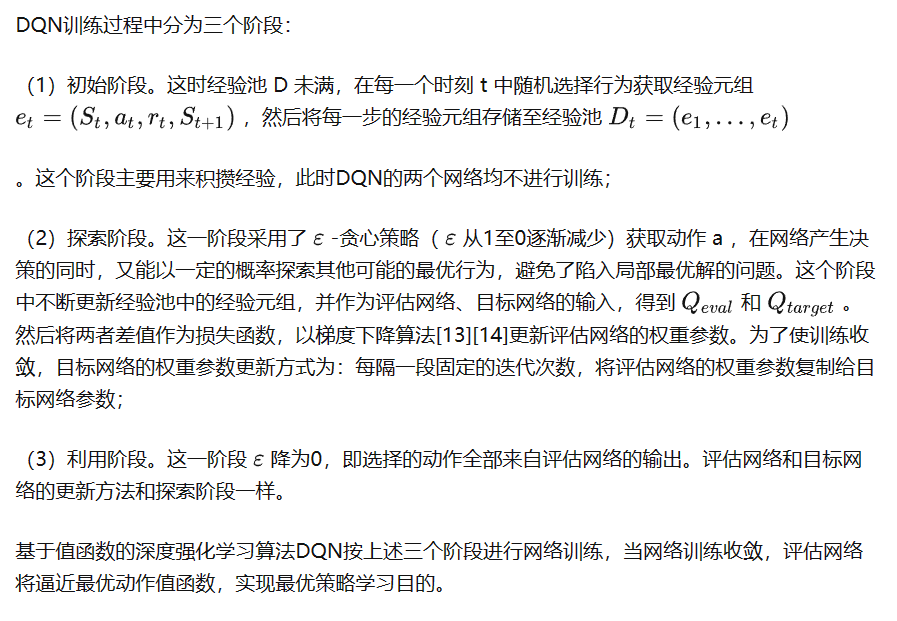 DQN训练过程中分为三个阶段：
（1）初始阶段。这时经验池 D 未满，在每一个时刻 t 中随机选择行为获取经验元组
e_t = (S_t, a_t, r_t, S_{t+1}) ，然后将每一步的经验元组存储至经验池 D_t = (e_1, …, e_t)
。这个阶段主要用来积攒经验，此时DQN的两个网络均不进行训练；
（2）探索阶段。这一阶段采用了 ε -贪心策略（ ε 从1至0逐渐减少）获取动作 a ，在网络产生决
策的同时，又能以一定的概率探索其他可能的最优行为，避免了陷入局部最优解的问题。这个阶段
中不断更新经验池中的经验元组，并作为评估网络、目标网络的输入，得到 Q_{eval} 和 Q_{target} 。
然后将两者差值作为损失函数，以梯度下降算法[13][14]更新评估网络的权重参数。为了使训练收
敛，目标网络的权重参数更新方式为：每隔一段固定的迭代次数，将评估网络的权重参数复制给目
标网络参数；
（3）利用阶段。这一阶段 ε 降为0，即选择的动作全部来自评估网络的输出。评估网络和目标网
络的更新方法和探索阶段一样。
基于值函数的深度强化学习算法DQN按上述三个阶段进行网络训练，当网络训练收敛，评估网络
将逼近最优动作值函数，实现最优策略学习目的。